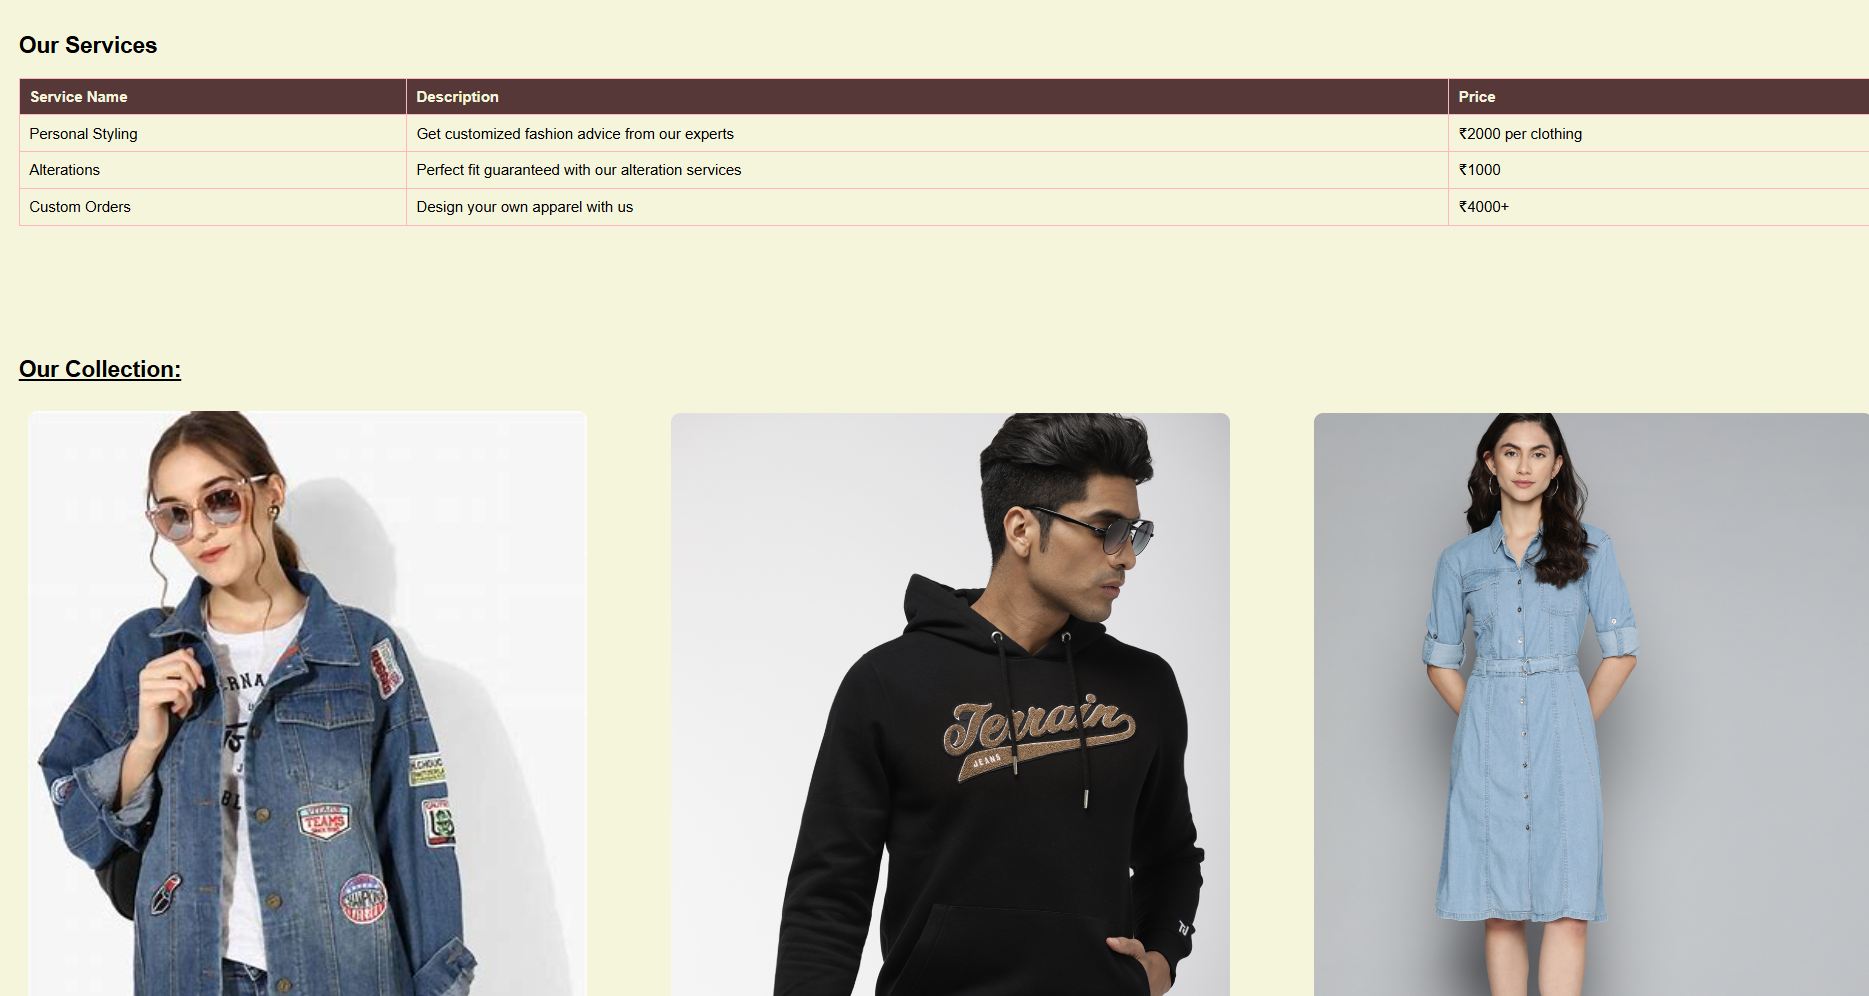 Our Services
Service Name Description Price
Personal Styling Get customized fashion advice from our experts ₹2000 per clothing
Alterations Perfect fit guaranteed with our alteration services ₹1000
Custom Orders Design your own apparel with us ₹4000+
Our Collection:
Terrain
JEANS
TEAMS